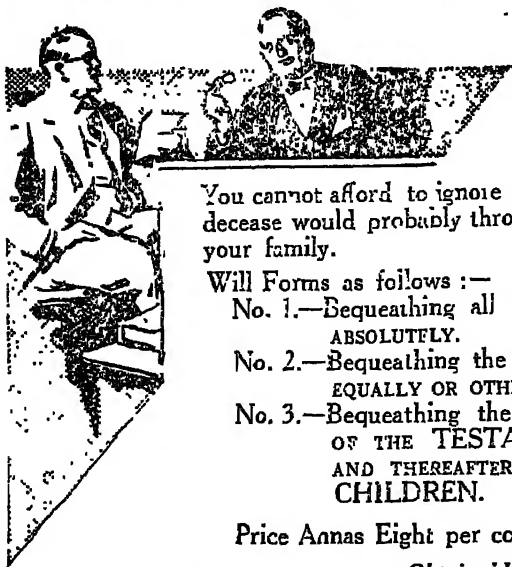 You cannot afford to ignore
decease would probably thro
your family.
Will Forms as follows :—
No. 1.—Bequeathing all
ABSOLUTELY.
No. 2.—Bequeathing the
EQUALLY OR OTH
No. 3.—Bequeathing the
OF THE TESTA
AND THEREAFTER
CHILDREN.
Price Annas Eight per co